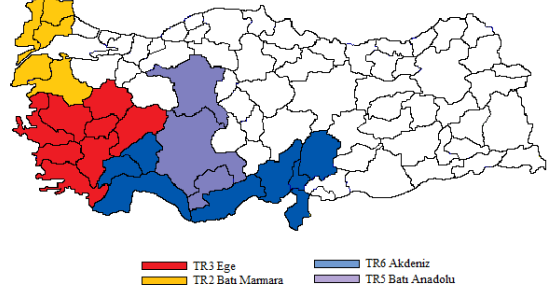 TR3 Ege
TR6 Akdeniz
TR2 Batı Marmara
TR5 Batı Anadolu